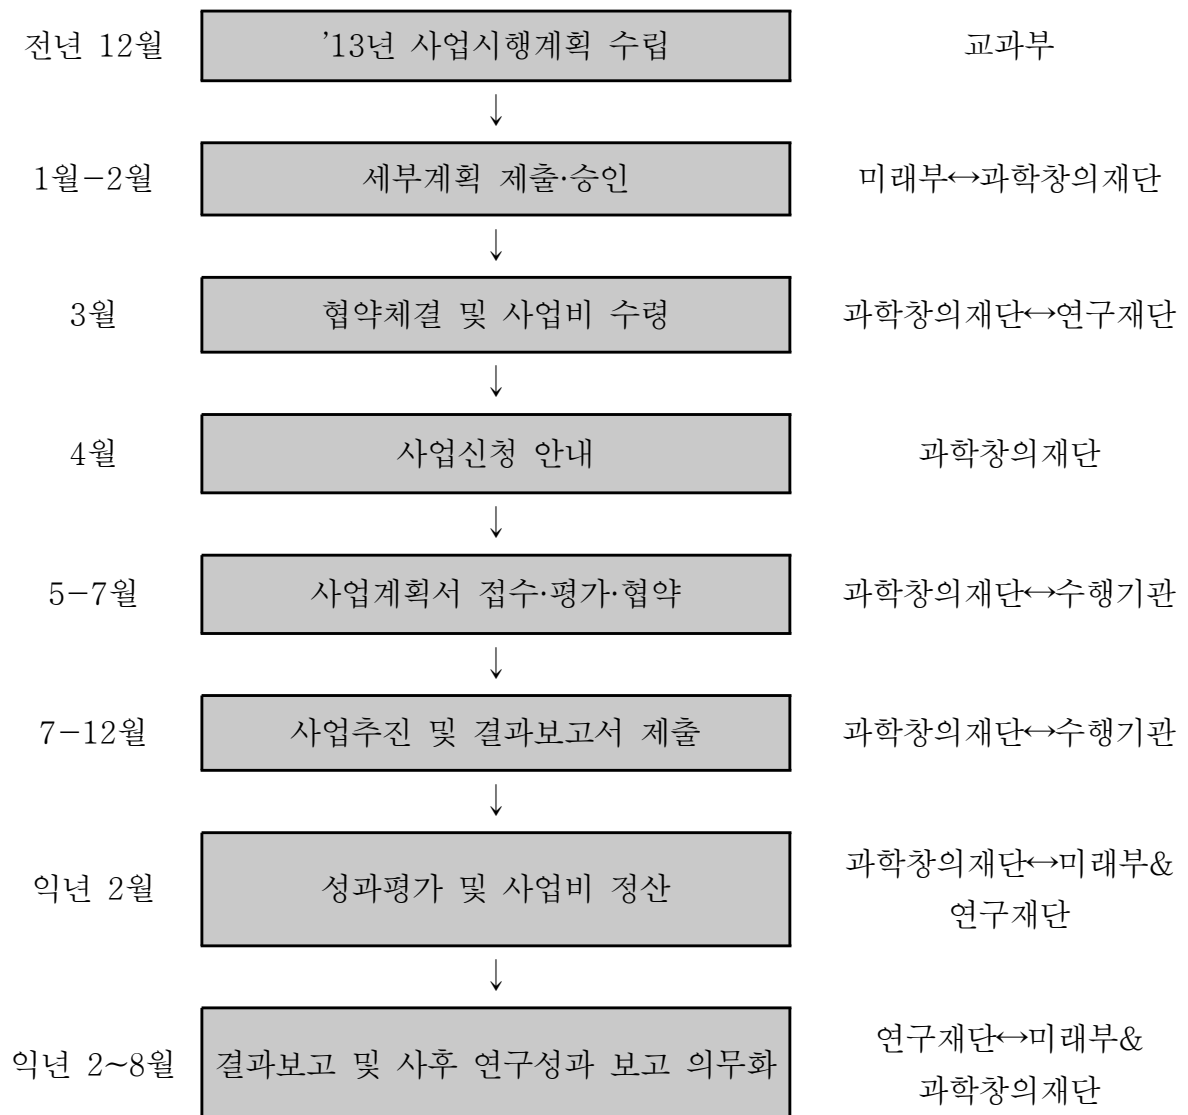 전년 12월 '13년 사업시행계획 수립 교과부
↓
1월-2월 세부계획 제출·승인 미래부↔과학창의재단
↓
3월 협약체결 및 사업비 수령 과학창의재단↔연구재단
↓
4월 사업신청 안내 과학창의재단
↓
5-7월 사업계획서 접수·평가·협약 과학창의재단↔수행기관
↓
7-12월 사업추진 및 결과보고서 제출 과학창의재단↔수행기관
↓
익년 2월 성과평가 및 사업비 정산 과학창의재단↔미래부&
연구재단
↓
익년 2~8월 결과보고 및 사후 연구성과 보고 의무화 연구재단↔미래부&
과학창의재단